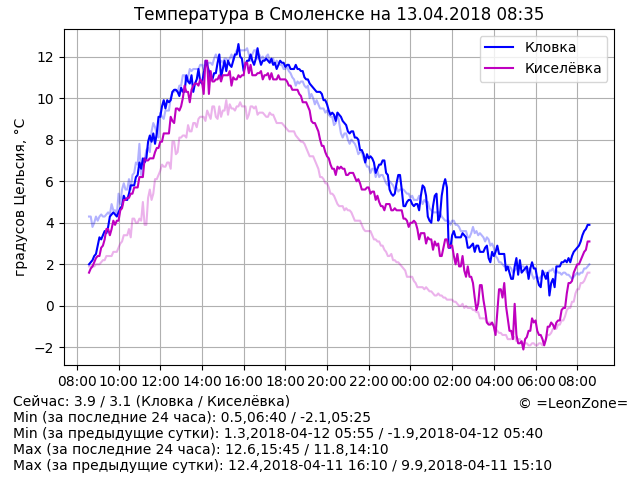 Температура в Смоленске на 13.04.2018 08:35
градусов Цельсия, °C
12
10
8
6
4
2
0
−2
Кловка
Киселёвка
08:00 10:00 12:00 14:00 16:00 18:00 20:00 22:00 00:00 02:00 04:00 06:00 08:00
Сейчас: 3.9 / 3.1 (Кловка / Киселёвка)
© =LeonZone=
Min (за последние 24 часа): 0.5,06:40 / -2.1,05:25
Min (за предыдущие сутки): 1.3,2018-04-12 05:55 / -1.9,2018-04-12 05:40
Max (за последние 24 часа): 12.6,15:45 / 11.8,14:10
Max (за предыдущие сутки): 12.4,2018-04-11 16:10 / 9.9,2018-04-11 15:10